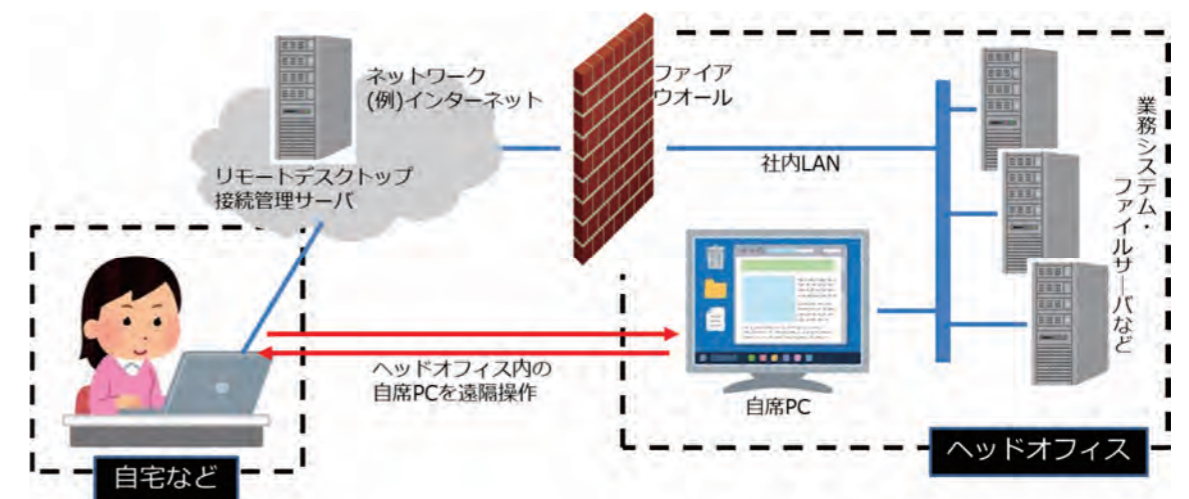 ネットワーク
(例)インターネット
ファイア
ウオール
リモートデスクトップ
接続管理サーバ
社内LAN
業務システム・
ファイルサーバなど
ヘッドオフィス内の
自席PCを遠隔操作
自席PC
自宅など
ヘッドオフィス